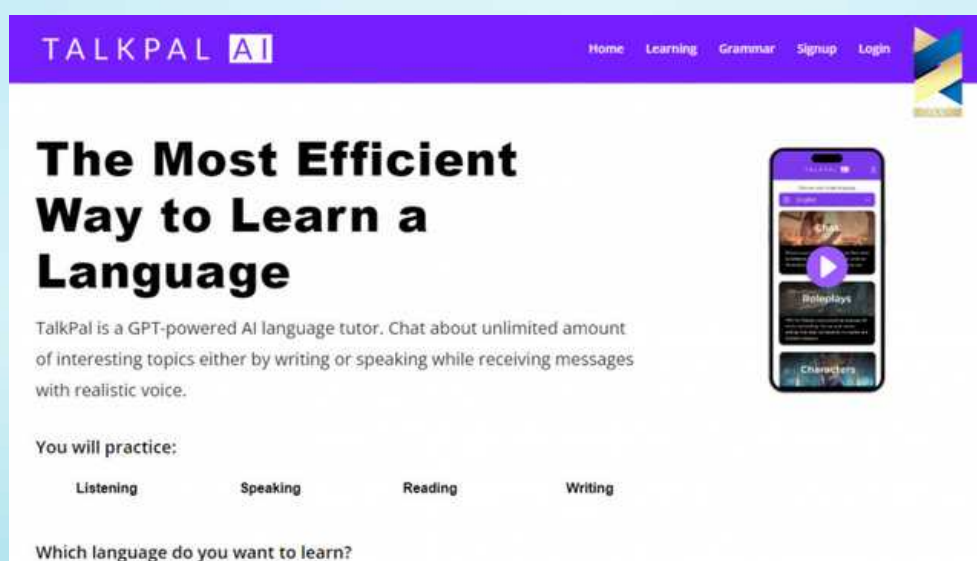 TALKPAL AI
Home Learning Grammar Signup Login
The Most Efficient
Way to Learn a
Language
TalkPal is a GPT-powered AI language tutor. Chat about unlimited amount
of interesting topics either by writing or speaking while receiving messages
with realistic voice.
You will practice:
Listening Speaking Reading Writing
Which language do you want to learn?
TALKPAL
English
Chat
Roleplays
Characters